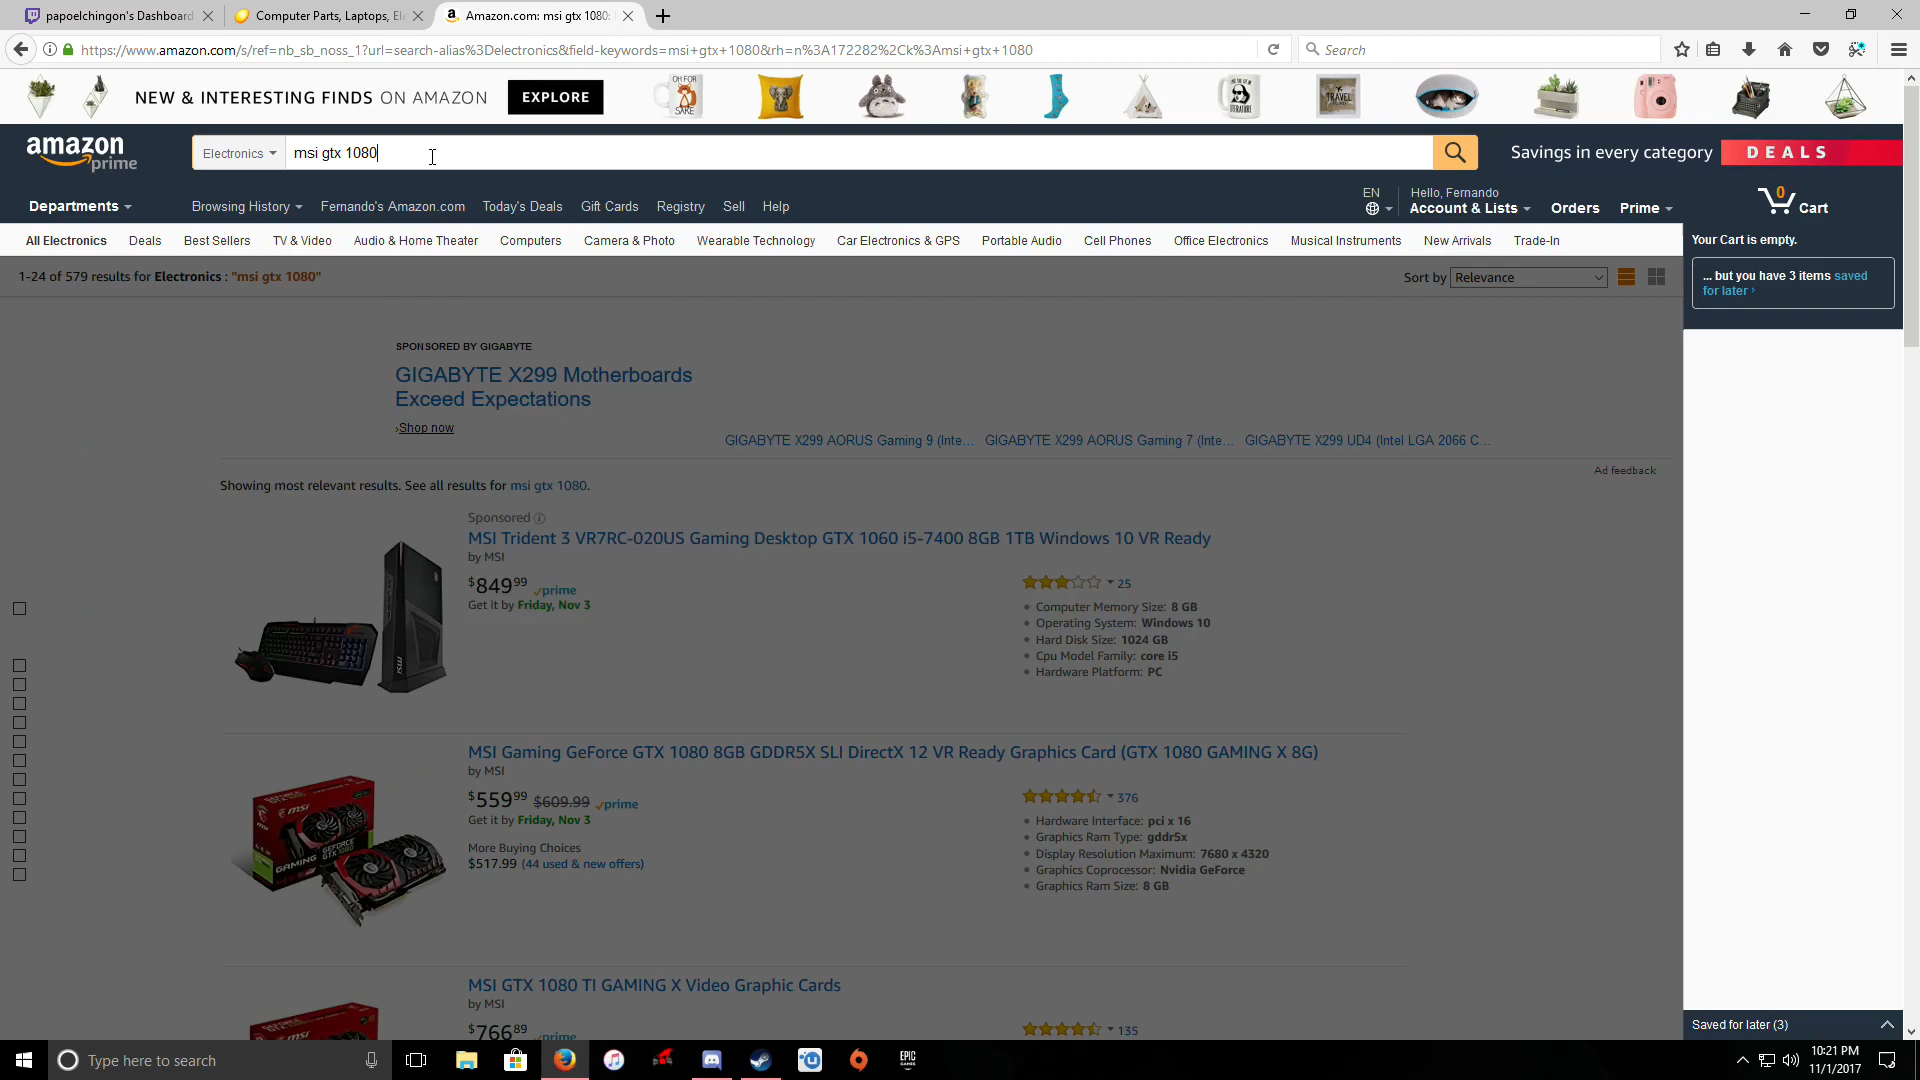 papoelchingon's Dashboard
Computer Parts, Laptops, El
Amazon.com: msi gtx 1080:
https://www.amazon.com/s/ref=nb_sb_noss_1?url=search-alias%3Delectronics&field-keywords=msi+gtx+1080&rh=n%3A172282%2Ck%3Amsi+gtx+1080
Search
NEW & INTERESTING FINDS ON AMAZON
EXPLORE
OH FOR SAKE
LITERATURE
TRAVEL
amazon prime
Electronics
msi gtx 1080
Savings in every category
DEALS
Departments
Browsing History
Fernando's Amazon.com
Today's Deals
Gift Cards
Registry
Sell
Help
EN
Hello, Fernando
Account & Lists
Orders
Prime
0
Cart
All Electronics
Deals
Best Sellers
TV & Video
Audio & Home Theater
Computers
Camera & Photo
Wearable Technology
Car Electronics & GPS
Portable Audio
Cell Phones
Office Electronics
Musical Instruments
New Arrivals
Trade-In
Your Cart is empty.
... but you have 3 items saved
for later ›
1-24 of 579 results for Electronics : "msi gtx 1080"
Sort by Relevance
SPONSORED BY GIGABYTE
GIGABYTE X299 Motherboards
Exceed Expectations
›Shop now
GIGABYTE X299 AORUS Gaming 9 (Inte...
GIGABYTE X299 AORUS Gaming 7 (Inte...
GIGABYTE X299 UD4 (Intel LGA 2066 C...
Ad feedback
Showing most relevant results. See all results for msi gtx 1080.
Sponsored
MSI Trident 3 VR7RC-020US Gaming Desktop GTX 1060 i5-7400 8GB 1TB Windows 10 VR Ready
by MSI
$849 99 prime
Get it by Friday, Nov 3
25
Computer Memory Size: 8 GB
Operating System: Windows 10
Hard Disk Size: 1024 GB
Cpu Model Family: core i5
Hardware Platform: PC
MSI Gaming GeForce GTX 1080 8GB GDDR5X SLI DirectX 12 VR Ready Graphics Card (GTX 1080 GAMING X 8G)
by MSI
$559 99 $609.99 prime
Get it by Friday, Nov 3
More Buying Choices
$517.99 (44 used & new offers)
376
Hardware Interface: pci x 16
Graphics Ram Type: gddr5x
Display Resolution Maximum: 7680 x 4320
Graphics Coprocessor: Nvidia GeForce
Graphics Ram Size: 8 GB
msi
GAMING
GEFORCE
GTX 1080
MSI GTX 1080 TI GAMING X Video Graphic Cards
by MSI
$766 89 prime
135
Saved for later (3)
Type here to search
EPIC
GAMES
10:21 PM
11/1/2017